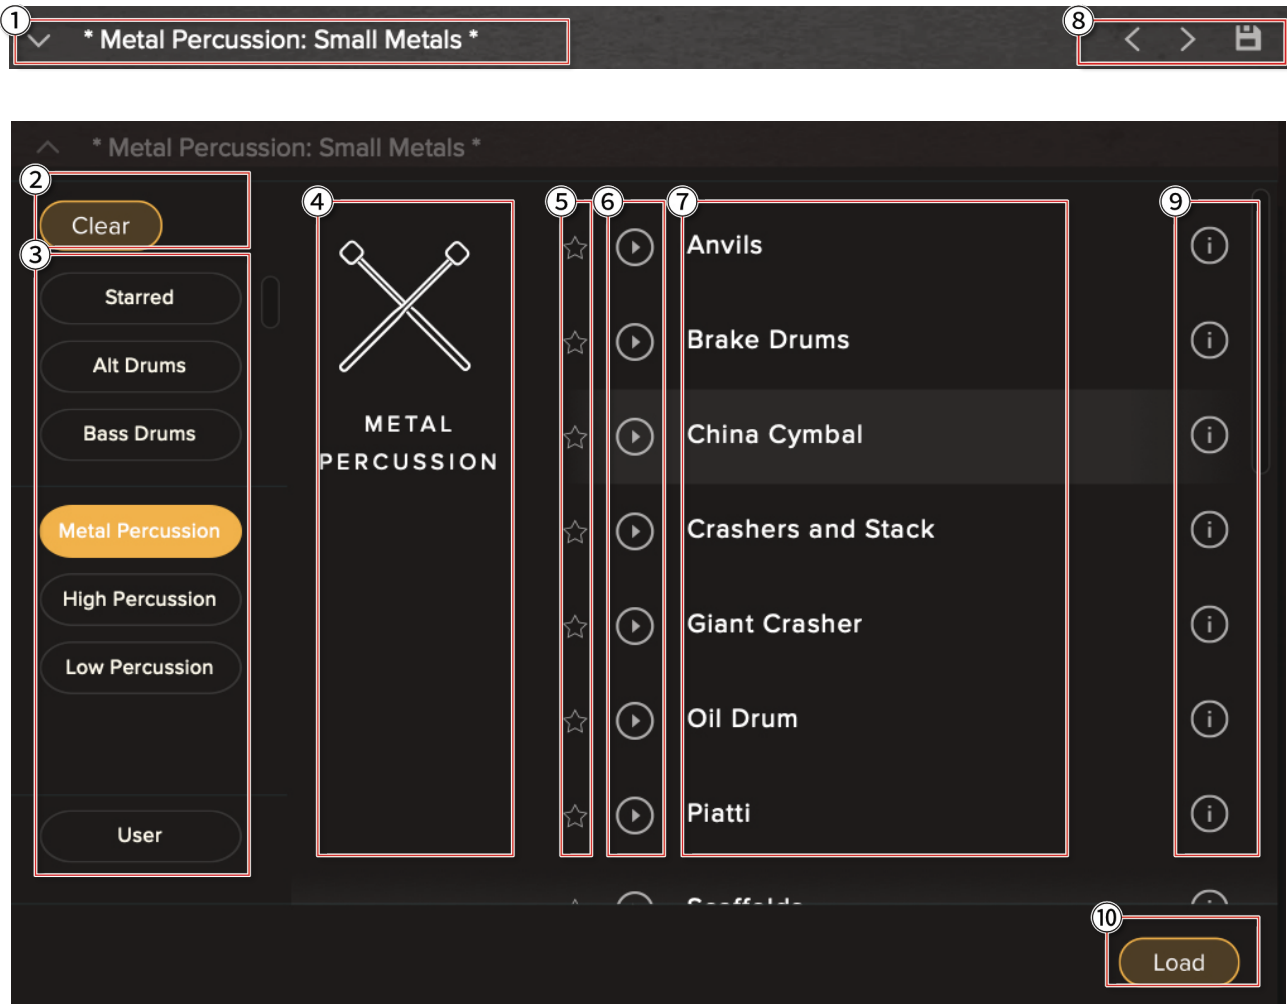 1
* Metal Percussion: Small Metals *
8
* Metal Percussion: Small Metals *
2
Clear
3
Starred
Alt Drums
Bass Drums
Metal Percussion
High Percussion
Low Percussion
User
4
METAL
PERCUSSION
5
6
7
9
Anvils
i
Brake Drums
i
China Cymbal
i
Crashers and Stack
i
Giant Crasher
i
Oil Drum
i
Piatti
i
10
Load